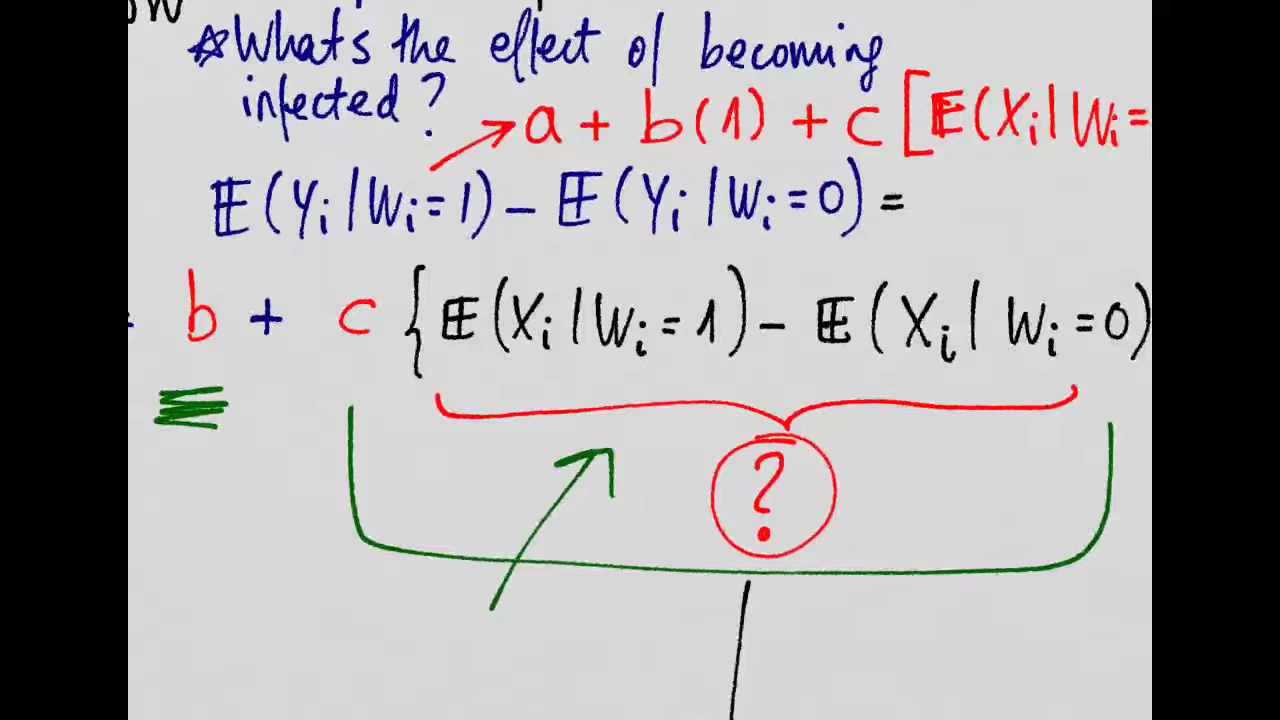 ☆What's the effect of becoming
infected?
a + b(1) + c [𝔼(Xi | Wi =
𝔼(Yi | Wi = 1) – 𝔼(Yi | Wi = 0) =
b + c { 𝔼(Xi | Wi = 1) – 𝔼(Xi | Wi = 0)
?